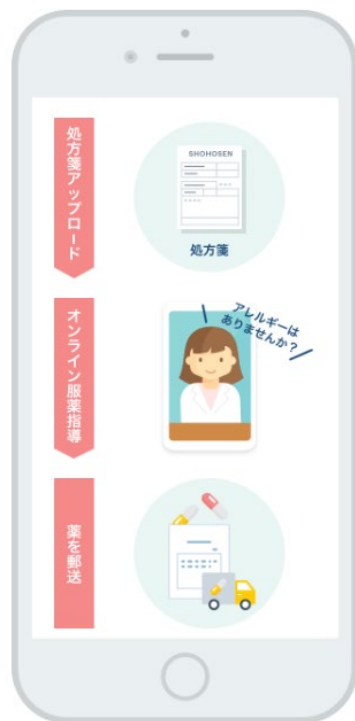 処方箋アップロード
SHOHOSEN
処方箋
オンライン服薬指導
アレルギーは
ありませんか？
薬を郵送